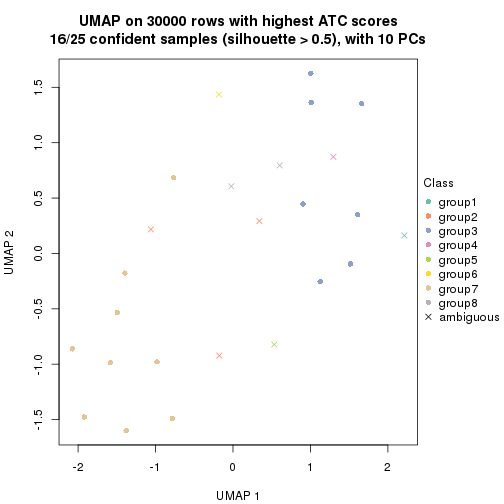 UMAP on 30000 rows with highest ATC scores
16/25 confident samples (silhouette > 0.5), with 10 PCs
UMAP 2
1.5
1.0
0.5
0.0
-0.5
-1.0
-1.5
-2
-1
0
1
2
UMAP 1
Class
group1
group2
group3
group4
group5
group6
group7
group8
ambiguous